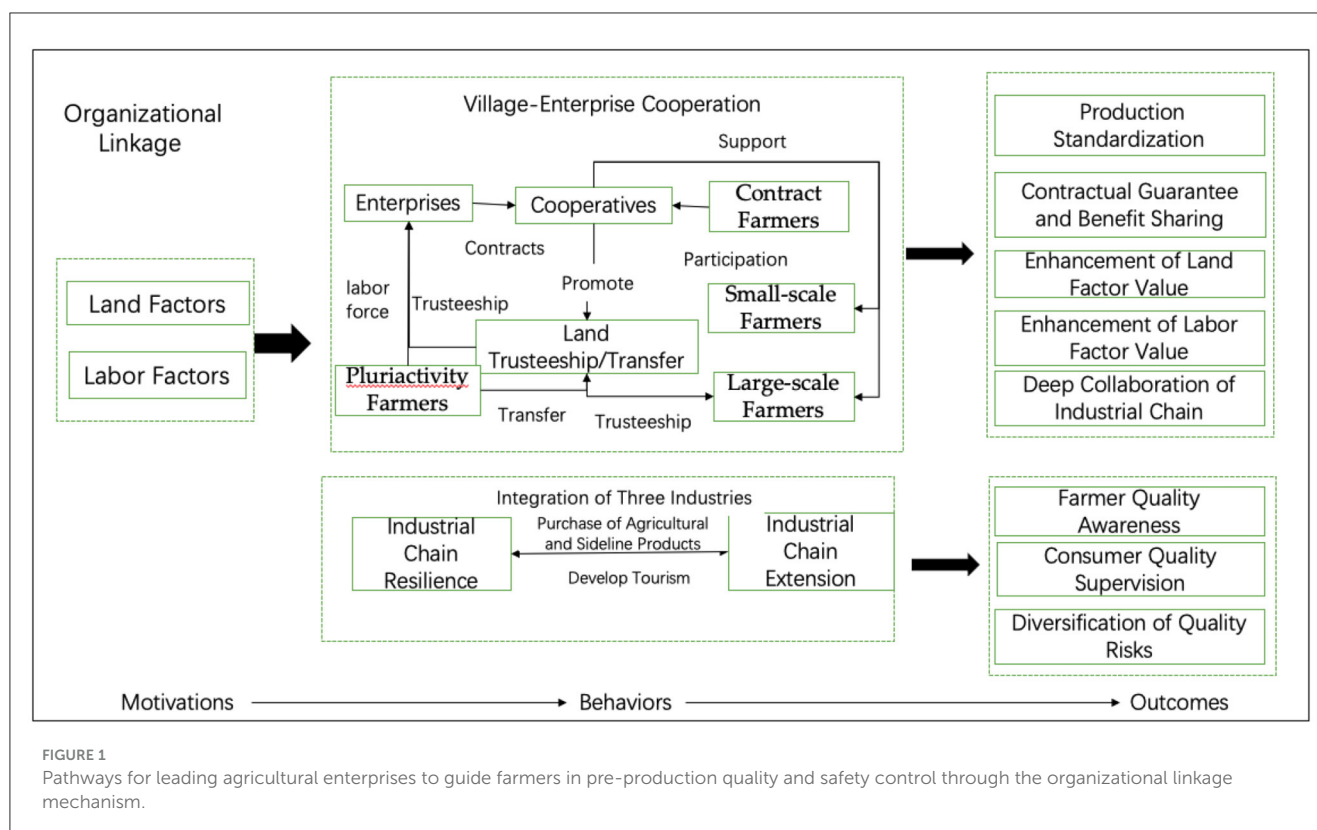 Organizational
Linkage
Land Factors
Labor Factors
Village-Enterprise Cooperation
Support
Enterprises
Cooperatives
Contract
Farmers
Contracts
Participation
labor
force
Trusteeship
Promote
Small-scale
Farmers
Land
Trusteeship/Transfer
Pluriactivity
Farmers
Large-scale
Farmers
Transfer
Trusteeship
Integration of Three Industries
Industrial
Chain
Resilience
Purchase of Agricultural
and Sideline Products
Develop Tourism
Industrial
Chain
Extension
Production
Standardization
Contractual Guarantee
and Benefit Sharing
Enhancement of Land
Factor Value
Enhancement of Labor
Factor Value
Deep Collaboration of
Industrial Chain
Farmer Quality
Awareness
Consumer Quality
Supervision
Diversification of Quality
Risks
Motivations
Behaviors
Outcomes
FIGURE 1
Pathways for leading agricultural enterprises to guide farmers in pre-production quality and safety control through the organizational linkage
mechanism.